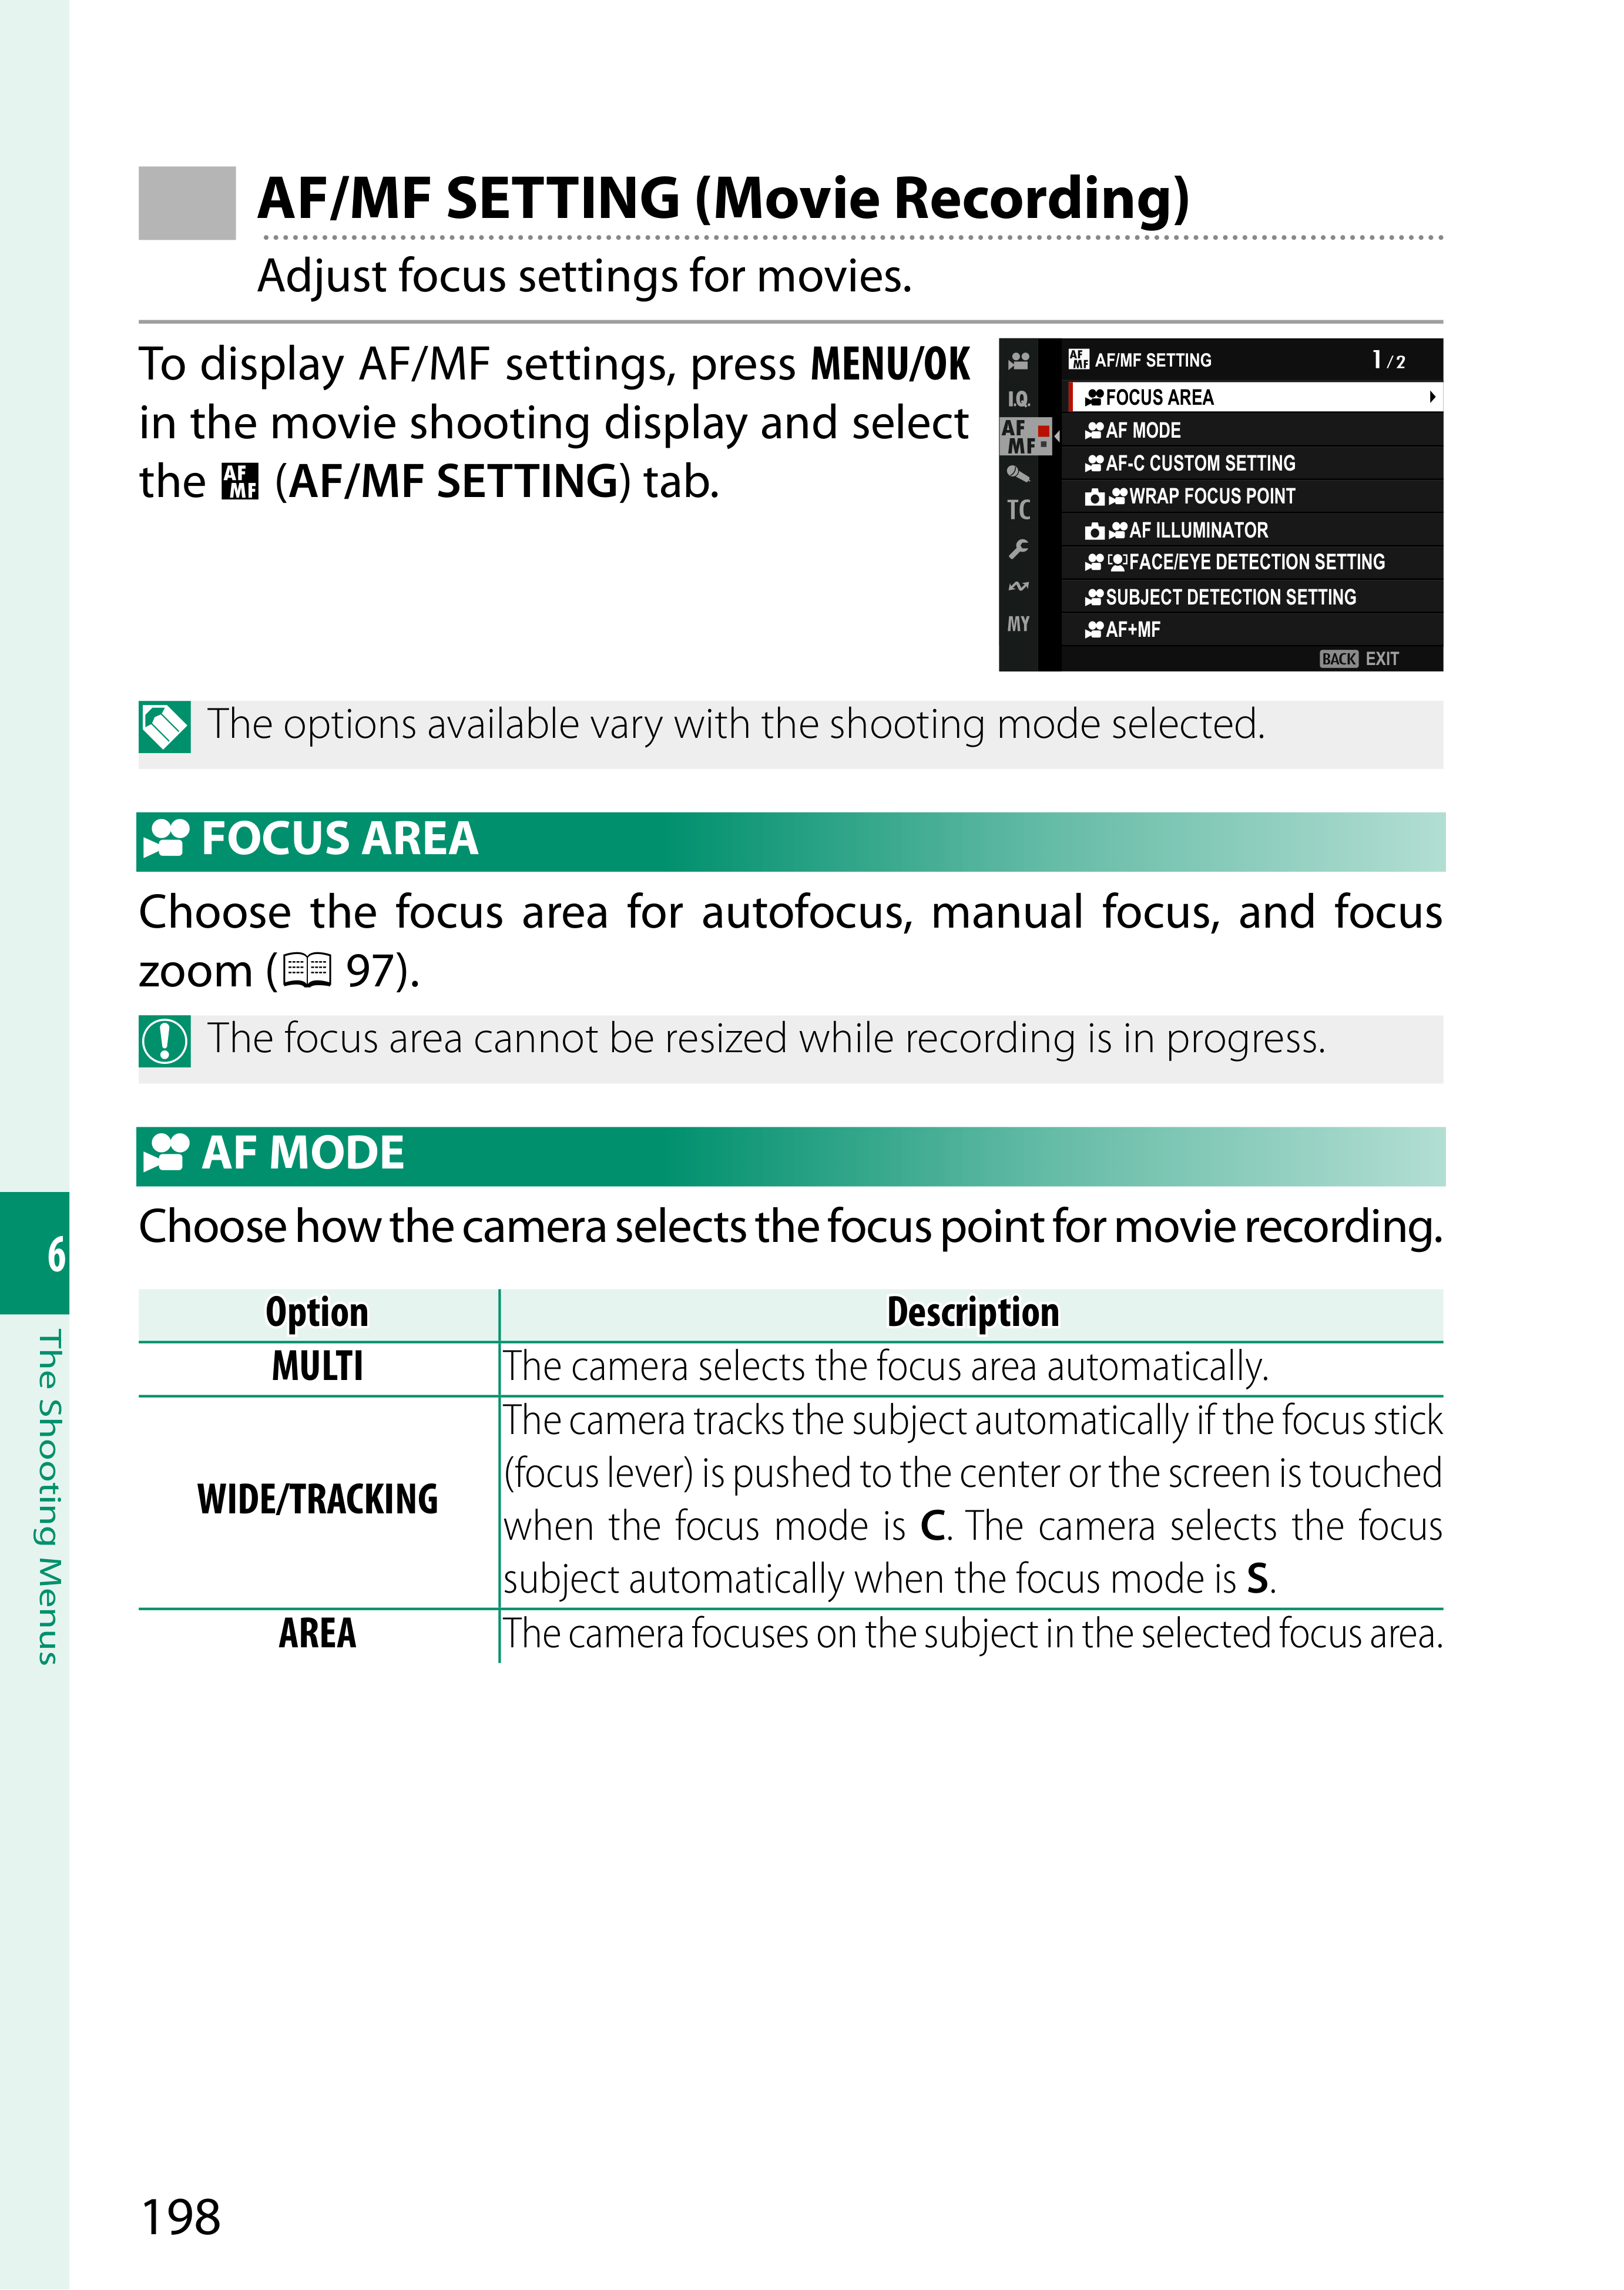 AF/MF SETTING (Movie Recording)
Adjust focus settings for movies.
To display AF/MF settings, press MENU/OK
in the movie shooting display and select
the AF MF (AF/MF SETTING) tab.
AF MF AF/MF SETTING 1/2
I.Q.
AF
MF
TC
MY
FOCUS AREA
AF MODE
AF-C CUSTOM SETTING
WRAP FOCUS POINT
AF ILLUMINATOR
FACE/EYE DETECTION SETTING
SUBJECT DETECTION SETTING
AF+MF
BACK EXIT
The options available vary with the shooting mode selected.
FOCUS AREA
Choose the focus area for autofocus, manual focus, and focus
zoom (97).
The focus area cannot be resized while recording is in progress.
AF MODE
Choose how the camera selects the focus point for movie recording.
Option Description
MULTI The camera selects the focus area automatically.
WIDE/TRACKING
The camera tracks the subject automatically if the focus stick
(focus lever) is pushed to the center or the screen is touched
when the focus mode is C. The camera selects the focus
subject automatically when the focus mode is S.
AREA The camera focuses on the subject in the selected focus area.
6
The Shooting Menus
198